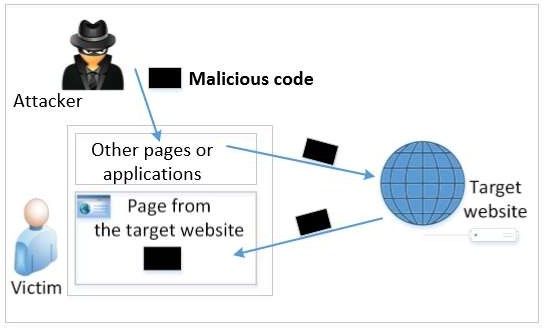 Malicious code
Attacker
Other pages or
applications
Page from
the target website
Target
website
Victim